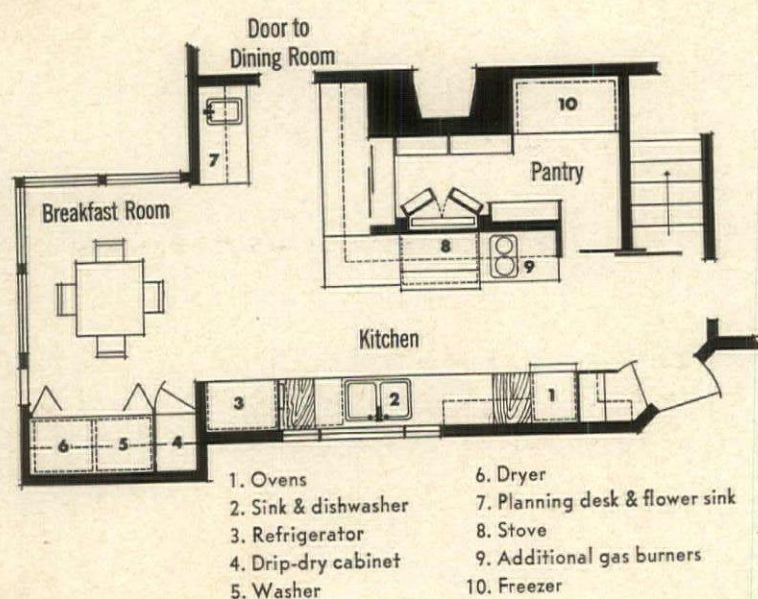 Door to
Dining Room
10
7
Pantry
Breakfast Room
8
9
Kitchen
3
2
1
6
5
4
1. Ovens
2. Sink & dishwasher
3. Refrigerator
4. Drip-dry cabinet
5. Washer
6. Dryer
7. Planning desk & flower sink
8. Stove
9. Additional gas burners
10. Freezer